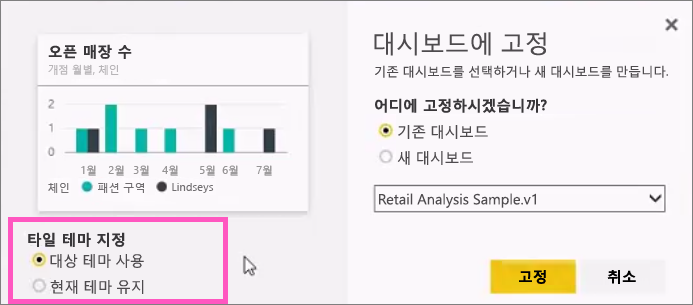 오픈 매장 수
개점 월별, 체인
2
1
0
1월 2월 3월 4월 5월 6월 7월
체인 패션 구역 Lindseys
타일 테마 지정
대상 테마 사용
현재 테마 유지
대시보드에 고정
기존 대시보드를 선택하거나 새 대시보드를 만듭니다.
어디에 고정하시겠습니까?
기존 대시보드
새 대시보드
Retail Analysis Sample.v1
고정 취소